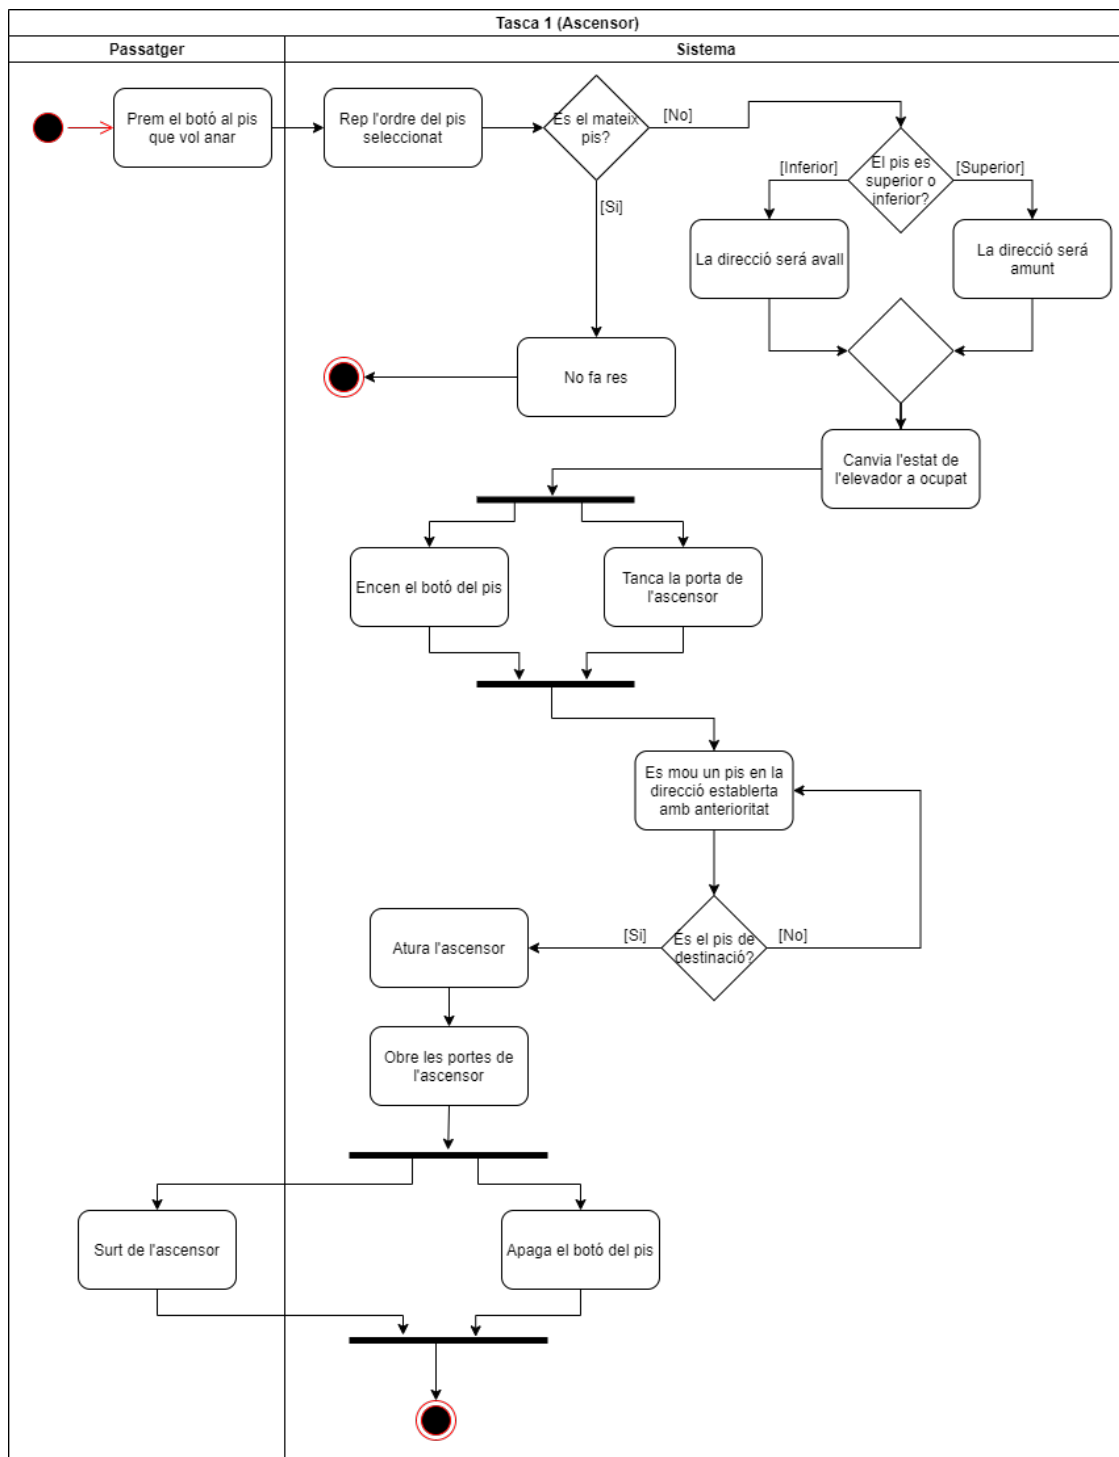 Tasca 1 (Ascensor)
Passatger
Sistema
Prem el botó al pis
que vol anar
Rep l'ordre del pis
seleccionat
Es el mateix
pis?
[No]
[Si]
El pis es
superior o
inferior?
[Inferior]
[Superior]
La direcció será avall
La direcció será
amunt
No fa res
Canvia l'estat de
l'elevador a ocupat
Encen el botó del pis
Tanca la porta de
l'ascensor
Es mou un pis en la
direcció establerta
amb anterioritat
Es el pis de
destinació?
[Si]
[No]
Atura l'ascensor
Obre les portes de
l'ascensor
Surt de l'ascensor
Apaga el botó del pis